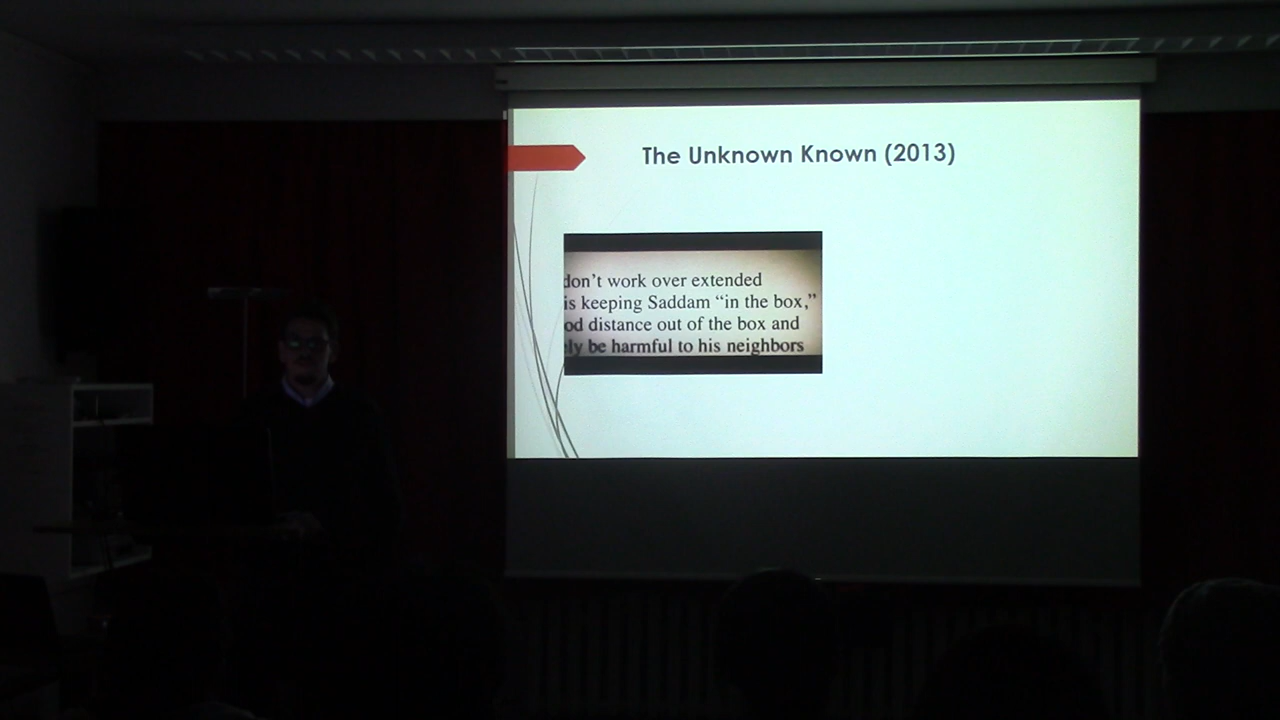 The Unknown Known (2013)
don't work over extended
is keeping Saddam “in the box,”
od distance out of the box and
ly be harmful to his neighbors